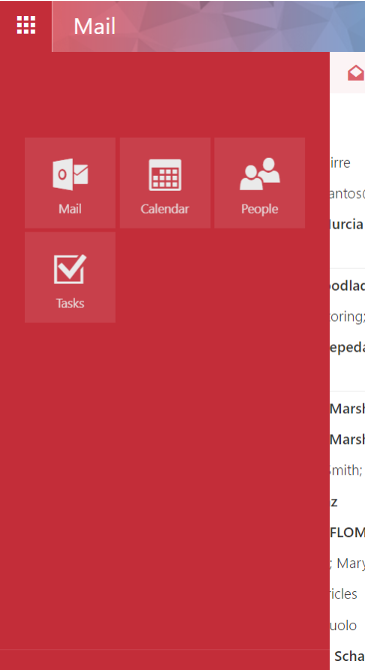 Mail
irre
antos@
Mail Calendar People
urcia
odlac
oring;
Tasks
epeda
Marsh
Marsh
mith;
z
FLOM
; Mary
ricles
uolo
Scha